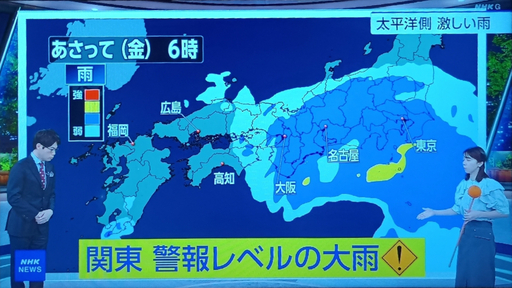 NHK G
太平洋側 激しい雨
あさって(金) 6時
雨
強
弱
広島
福岡
東京
名古屋
高知
大阪
関東 警報レベルの大雨
NHK
NEWS